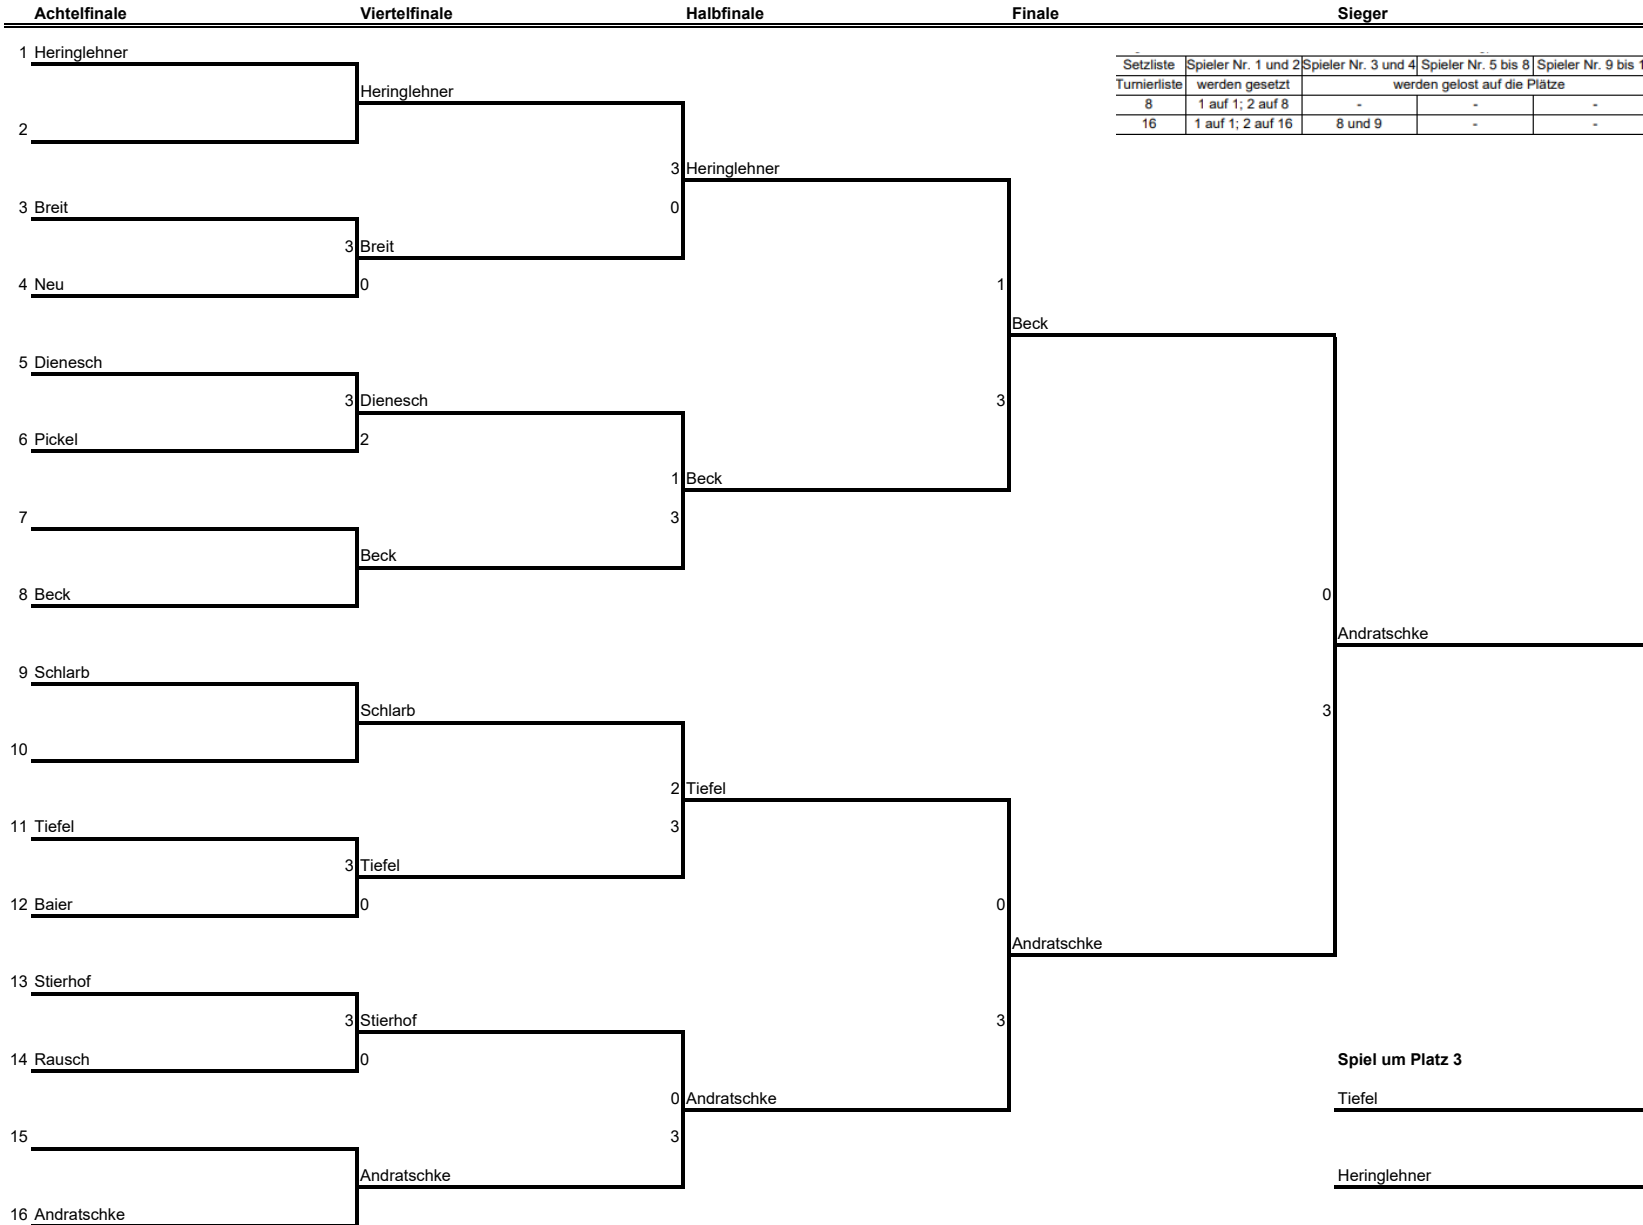 Achtelfinale Viertelfinale Halbfinale Finale Sieger
1 Heringlehner
Setzliste Spieler Nr. 1 und 2 Spieler Nr. 3 und 4 Spieler Nr. 5 bis 8 Spieler Nr. 9 bis 1
Turnierliste werden gesetzt werden gelost auf die Plätze
Heringlehner
8 1 auf 1; 2 auf 8 - - -
16 1 auf 1; 2 auf 16 8 und 9 - -
2
3 Heringlehner
3 Breit 0
3 Breit
4 Neu 0 1
Beck
5 Dienesch
3 Dienesch 3
6 Pickel 2
1 Beck
7 3
Beck
8 Beck 0
Andratschke
9 Schlarb
Schlarb 3
10
2 Tiefel
11 Tiefel 3
3 Tiefel
12 Baier 0 0
Andratschke
13 Stierhof
3 Stierhof 3
14 Rausch 0 Spiel um Platz 3
0 Andratschke Tiefel
15 3
Andratschke Heringlehner
16 Andratschke